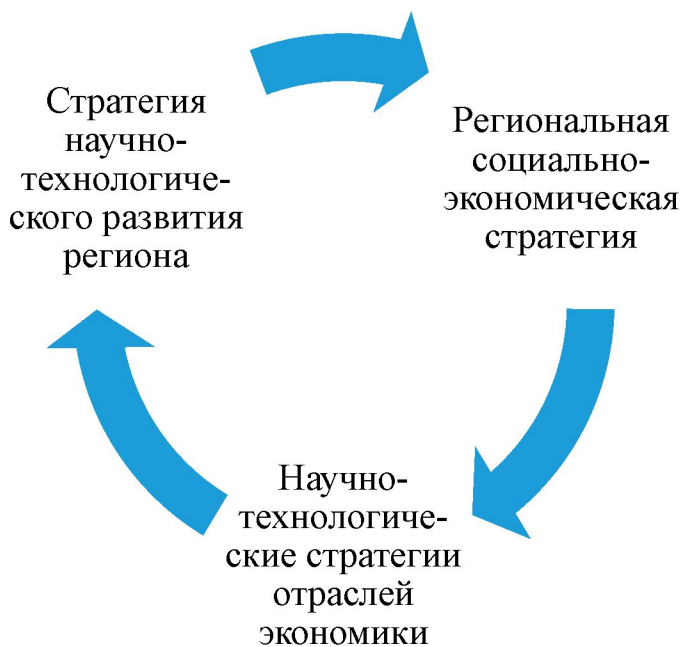 Стратегия
научно-
технологиче-
ского развития
региона
Региональная
социально-
экономическая
стратегия
Научно-
технологиче-
ские стратегии
отраслей
экономики